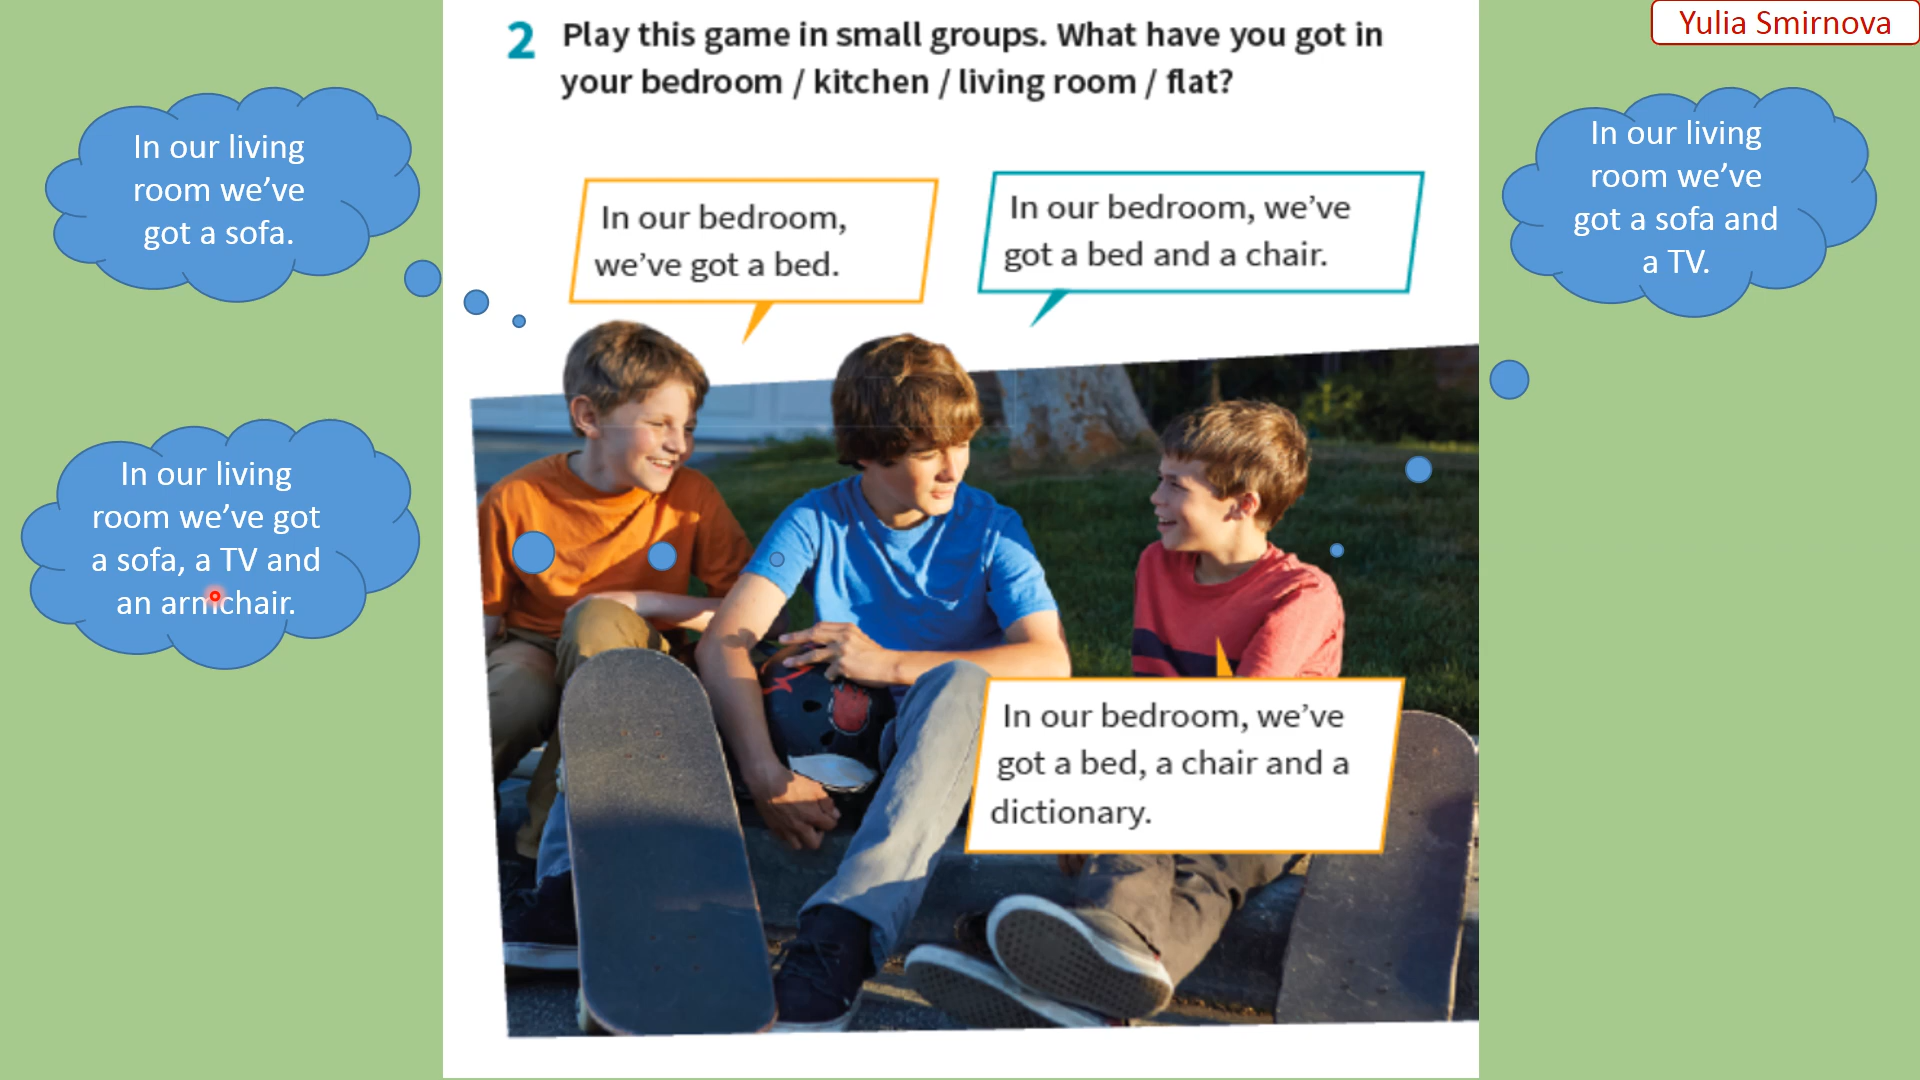 Yulia Smirnova
2 Play this game in small groups. What have you got in
your bedroom / kitchen / living room / flat?
In our living
room we’ve
got a sofa.
In our bedroom,
we’ve got a bed.
In our bedroom, we’ve
got a bed and a chair.
In our living
room we’ve
got a sofa and
a TV.
In our living
room we’ve got
a sofa, a TV and
an armchair.
In our bedroom, we’ve
got a bed, a chair and a
dictionary.